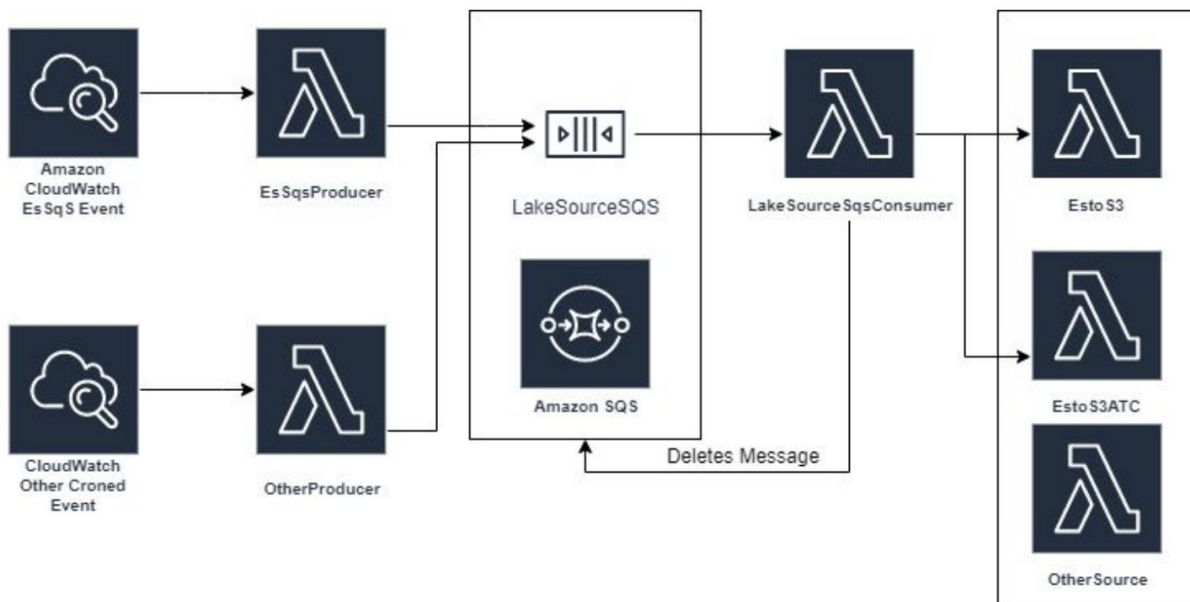 Amazon
CloudWatch
EsSqS Event
EsSqsProducer
LakeSourceSQS
LakeSourceSqsConsumer
EstoS3
Amazon SQS
EstoS3ATC
Deletes Message
CloudWatch
Other Croned
Event
OtherProducer
OtherSource